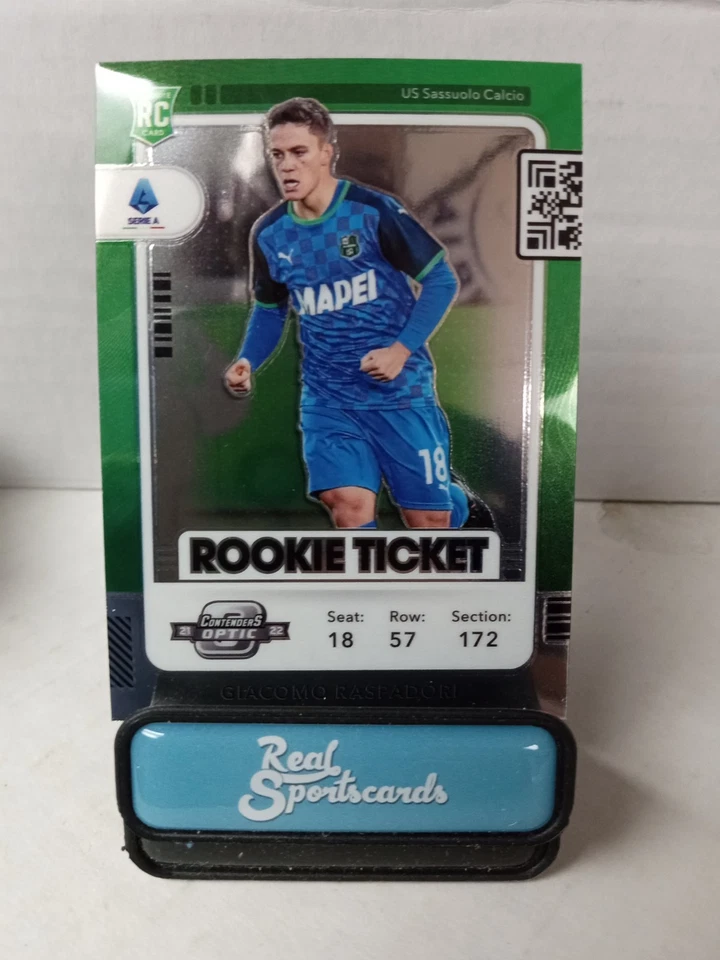 RC
CARD
US Sassuolo Calcio
SERIE A
MAPEI
18
ROOKIE TICKET
21 CONTENDERS 22
OPTIC
Seat: Row: Section:
18 57 172
GIACOMO RASPADORI
Real
Sportscards